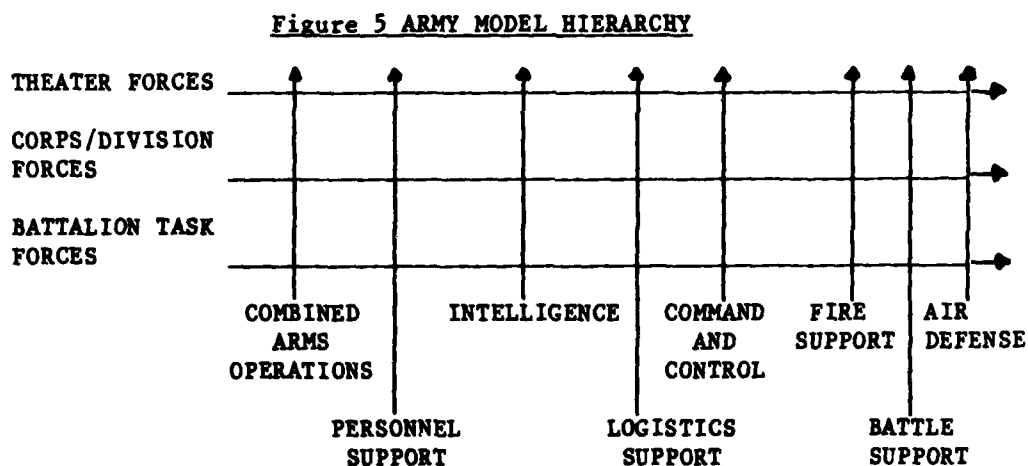 Figure 5 ARMY MODEL HIERARCHY
THEATER FORCES
CORPS/DIVISION
FORCES
BATTALION TASK
FORCES
COMBINED
ARMS
OPERATIONS
INTELLIGENCE
COMMAND
AND
CONTROL
FIRE
SUPPORT
AIR
DEFENSE
PERSONNEL
SUPPORT
LOGISTICS
SUPPORT
BATTLE
SUPPORT